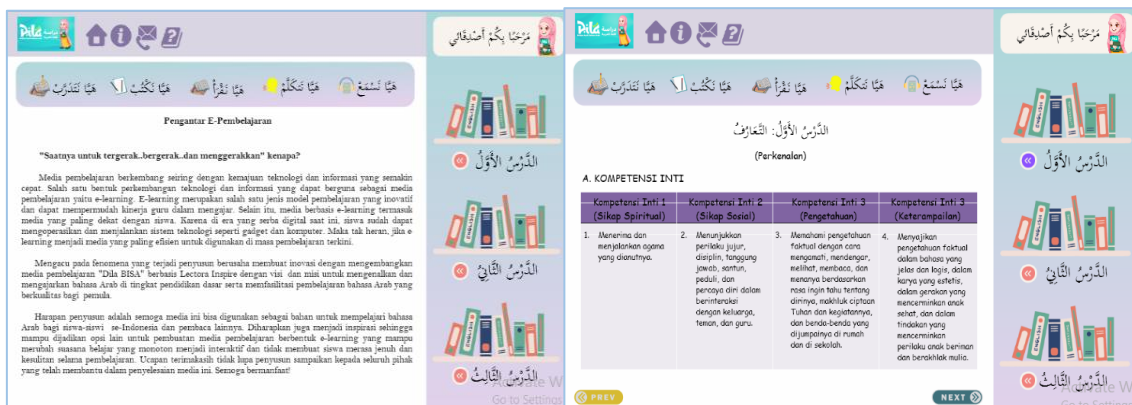 Dila
مَرْحَبًا بِكُمْ أَصْدِقَائِي
هَيَّا نَسْمَعْ هَيَّا نَتَكَلَّمْ هَيَّا نَقْرَأْ هَيَّا نَكْتُبْ هَيَّا نَتَدَرَّبْ
Pengantar E-Pembelajaran
"Saatnya untuk tergerak..bergerak..dan menggerakkan" kenapa?
Media pembelajaran berkembang seiring dengan kemajuan teknologi dan informasi yang semakin
cepat. Salah satu bentuk perkembangan teknologi dan informasi yang dapat berguna sebagai media
pembelajaran yaitu e-learning. E-learning merupakan salah satu jenis model pembelajaran yang inovatif
dan dapat mempermudah kinerja guru dalam mengajar. Selain itu, media berbasis e-learning termasuk
media yang paling dekat dengan siswa. Karena di era yang serba digital saat ini, siswa sudah dapat
mengoperasikan dan menjalankan sistem teknologi seperti gadget dan komputer. Maka tak heran, jika e
learning menjadi media yang paling efisien untuk digunakan di masa pembelajaran terkini.
Mengacu pada fenomena yang terjadi penyusun berusaha membuat inovasi dengan mengembangkan
media pembelajaran "Dila BISA" berbasis Lectora Inspire dengan visi dan misi untuk mengenalkan dan
mengajarkan bahasa Arab di tingkat pendidikan dasar serta memfasilitasi pembelajaran bahasa Arab yang
berkualitas bagi pemula.
Harapan penyusun adalah semoga media ini bisa digunakan sebagai bahan untuk mempelajari bahasa
Arab bagi siswa-siswi se-Indonesia dan pembaca lainnya. Diharapkan juga menjadi inspirasi sehingga
mampu dijadikan opsi lain untuk pembuatan media pembelajaran berbentuk e-learning yang mampu
merubah suasana belajar yang monoton menjadi interaktif dan tidak membuat siswa merasa jenuh dan
kesulitan selama pembelajaran. Ucapan terimakasih tidak lupa penyusun sampaikan kepada seluruh pihak
yang telah membantu dalam penyelesaian media ini. Semoga bermanfaat!
الدَّرْسُ الأَوَّلُ
الدَّرْسُ الثَّانِيُ
الدَّرْسُ الثَّالِثُ
Go to Settings
Dila
مَرْحَبًا بِكُمْ أَصْدِقَائِي
هَيَّا نَسْمَعْ هَيَّا نَتَكَلَّمْ هَيَّا نَقْرَأْ هَيَّا نَكْتُبْ هَيَّا نَتَدَرَّبْ
الدَّرْسُ الأَوَّلُ: التَّعَارُفُ
(Perkenalan)
A. KOMPETENSI INTI
Kompetensi Inti 1
(Sikap Spiritual)
Kompetensi Inti 2
(Sikap Sosial)
Kompetensi Inti 3
(Pengetahuan)
Kompetensi Inti 3
(Keterampilan)
1. Menerima dan
menjalankan agama
yang dianutnya.
2. Menunjukkan
perilaku jujur,
disiplin, tanggung
jawab, santun,
peduli, dan
percaya diri dalam
berinteraksi
dengan keluarga,
teman, dan guru.
3. Memahami pengetahuan
faktual dengan cara
mengamati, mendengar,
melihat, membaca, dan
menanya berdasarkan
rasa ingin tahu tentang
dirinya, makhluk ciptaan
Tuhan dan kegiatannya,
dan benda-benda yang
dijumpainya di rumah
dan di sekolah.
4. Menyajikan
pengetahuan faktual
dalam bahasa yang
jelas dan logis, dalam
karya yang estetis,
dalam gerakan yang
mencerminkan anak
sehat, dan dalam
tindakan yang
mencerminkan
perilaku anak beriman
dan berakhlak mulia.
PREV
NEXT
الدَّرْسُ الأَوَّلُ
الدَّرْسُ الثَّانِيُ
الدَّرْسُ الثَّالِثُ